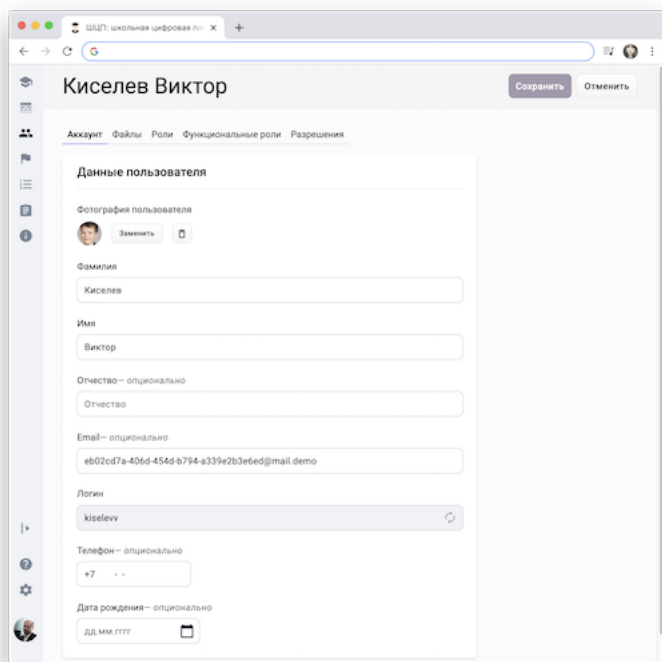 ШЦП: школьная цифровая пл
Киселев Виктор
Сохранить
Отменить
Аккаунт Файлы Роли Функциональные роли Разрешения
Данные пользователя
Фотография пользователя
Заменить
Фамилия
Киселев
Имя
Виктор
Отчество— опционально
Отчество
Email— опционально
eb02cd7a-406d-454d-b794-a339e2b3e6ed@mail.demo
Логин
kiselevv
Телефон— опционально
+7 - -
Дата рождения— опционально
дд.мм.гггг